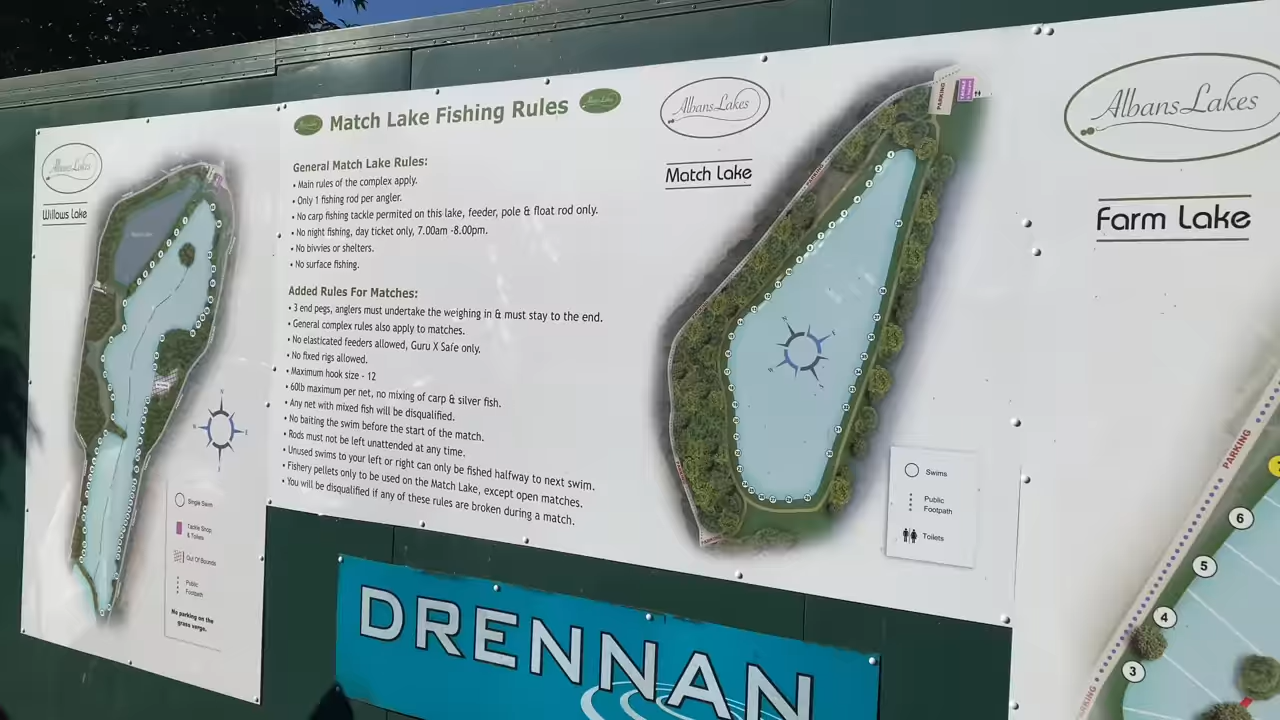 Albans Lakes
Willows Lake
Single Swim
Tackle Shop
& Toilets
Out Of Bounds
Public
Footpath
No parking on the
grass verge.
Match Lake Fishing Rules
General Match Lake Rules:
• Main rules of the complex apply.
• Only 1 fishing rod per angler.
• No carp fishing tackle permited on this lake, feeder, pole & float rod only.
• No night fishing, day ticket only, 7.00am -8.00pm.
• No bivvies or shelters.
• No surface fishing.
Added Rules For Matches:
• 3 end pegs, anglers must undertake the weighing in & must stay to the end.
• General complex rules also apply to matches.
• No elasticated feeders allowed, Guru X Safe only.
• No fixed rigs allowed.
• Maximum hook size - 12
• 60lb maximum per net, no mixing of carp & silver fish.
• Any net with mixed fish will be disqualified.
• No baiting the swim before the start of the match.
• Rods must not be left unattended at any time.
• Unused swims to your left or right can only be fished halfway to next swim.
• Fishery pellets only to be used on the Match Lake, except open matches.
• You will be disqualified if any of these rules are broken during a match.
Albans Lakes
Match Lake
PARKING
PARKING
Swims
Public
Footpath
Toilets
Albans Lakes
Farm Lake
PARKING
6
5
4
3
PARKING
DRENNAN